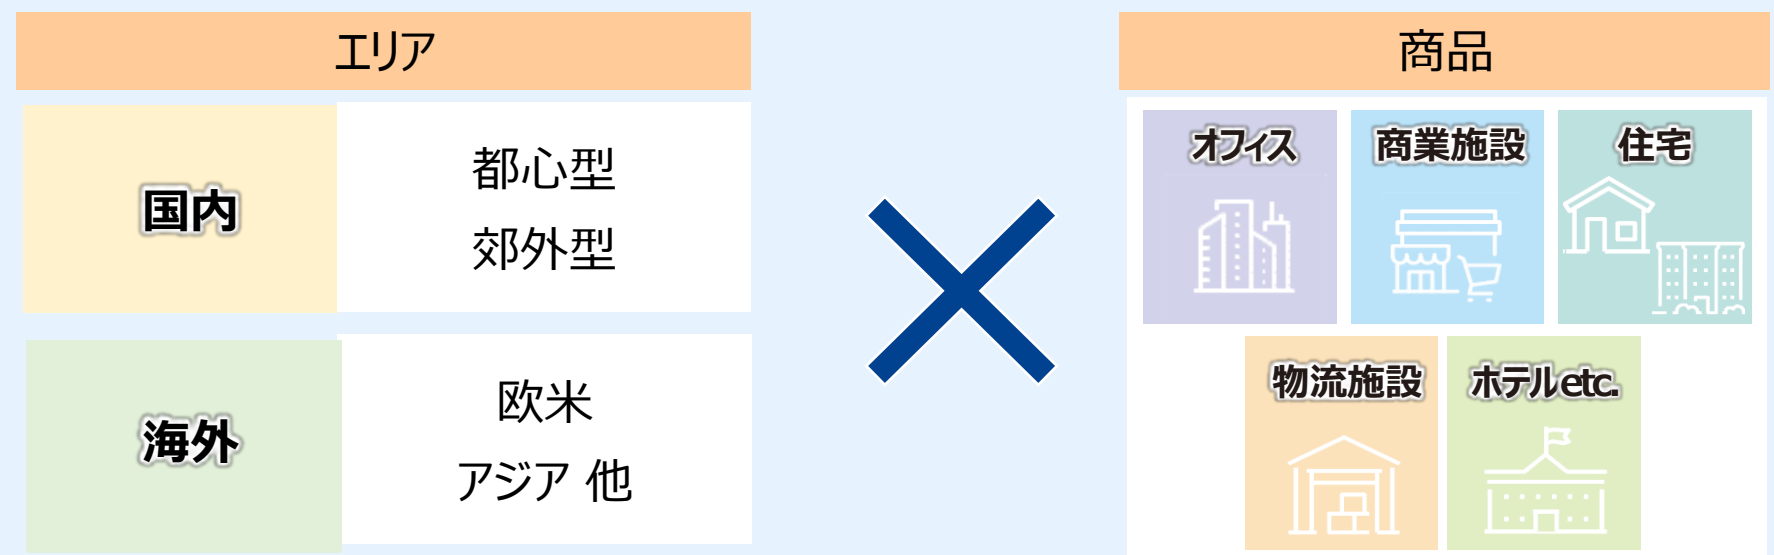 エリア
国内
都心型
郊外型
海外
欧米
アジア 他
商品
オフィス
商業施設
住宅
物流施設
ホテルetc.